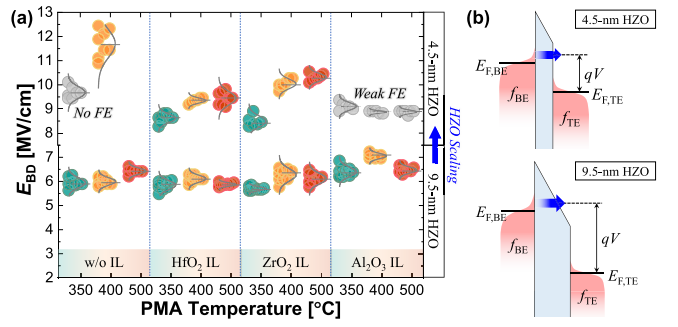 (a)
13
12
11
10
9
8
7
6
5
4
3
2
E_BD [MV/cm]
No FE
Weak FE
w/o IL
HfO₂ IL
ZrO₂ IL
Al₂O₃ IL
350 400 500 350 400 500 350 400 500 350 400 500
PMA Temperature [°C]
4.5-nm HZO
9.5-nm HZO
HZO Scaling
(b)
4.5-nm HZO
E_F,BE
qV
E_F,TE
f_BE
f_TE
9.5-nm HZO
E_F,BE
qV
E_F,TE
f_BE
f_TE